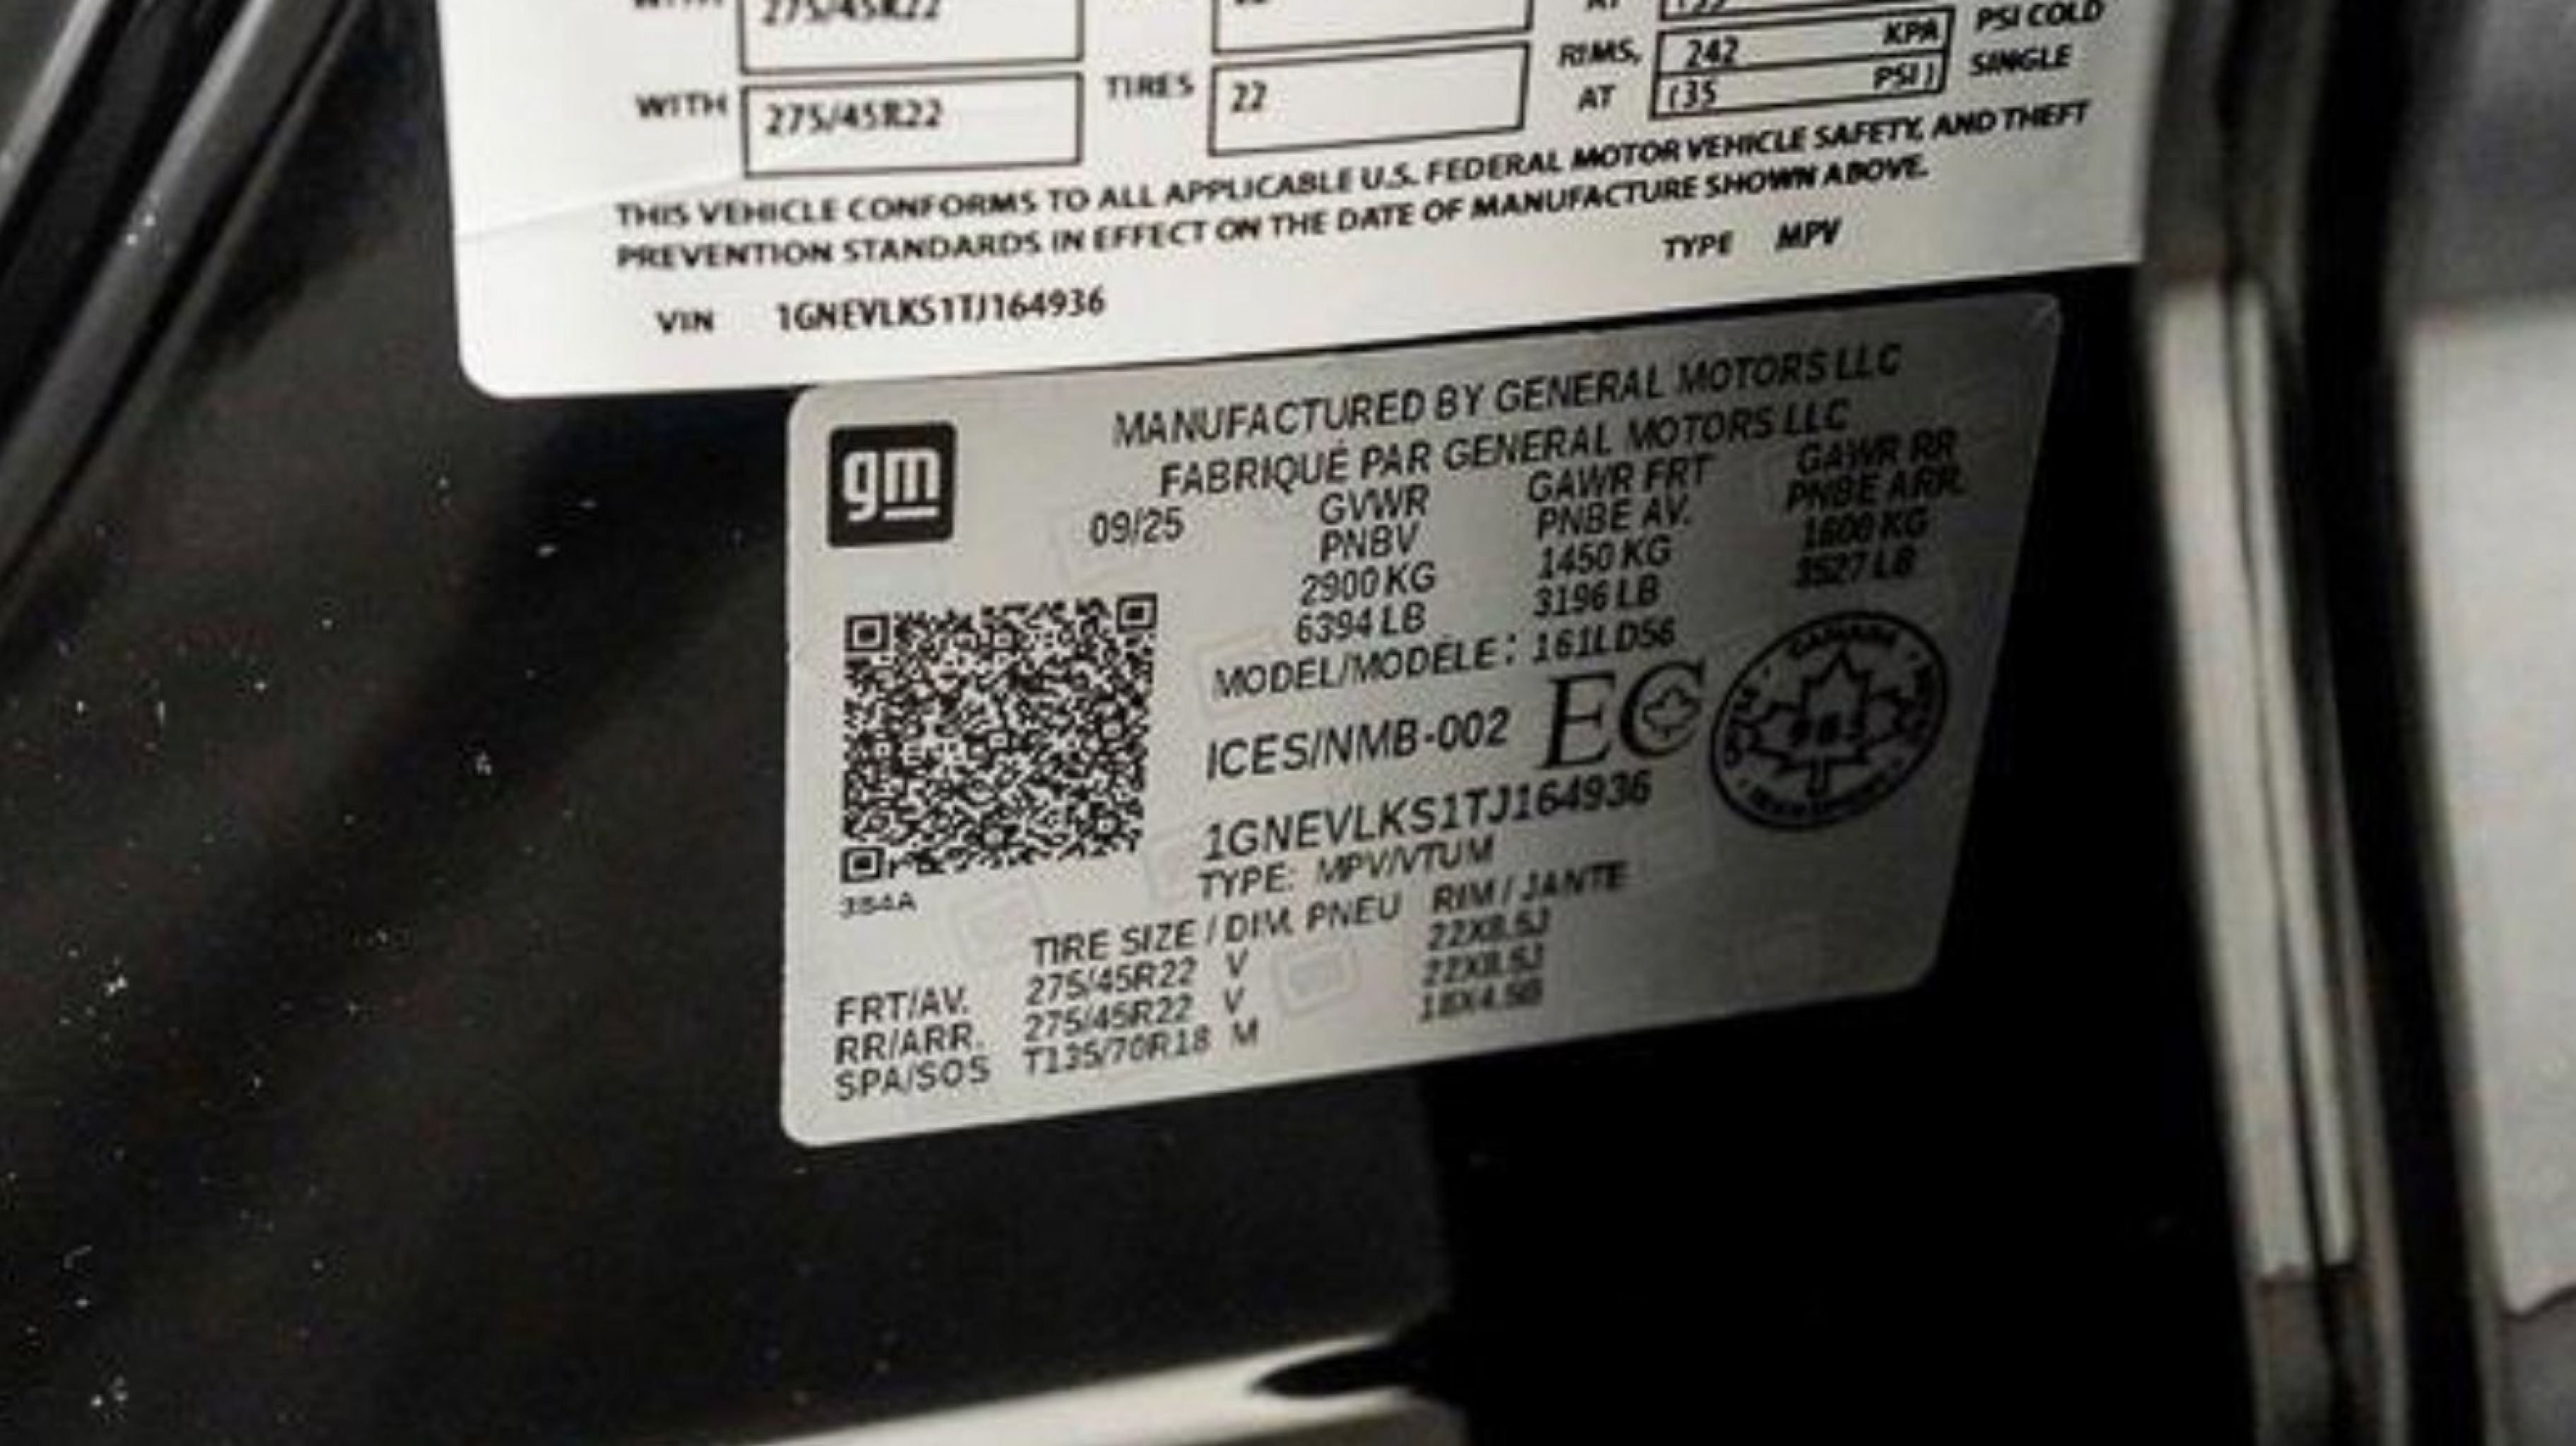 275/45R22
WITH 275/45R22 TIRES 22 RIMS, AT 242 KPA (35 PSI) PSI COLD SINGLE
THIS VEHICLE CONFORMS TO ALL APPLICABLE U.S. FEDERAL MOTOR VEHICLE SAFETY, AND THEFT
PREVENTION STANDARDS IN EFFECT ON THE DATE OF MANUFACTURE SHOWN ABOVE.
TYPE MPV
VIN 1GNEVLKS1TJ164936
gm
MANUFACTURED BY GENERAL MOTORS LLC
FABRIQUÉ PAR GENERAL MOTORS LLC
09/25 GVWR GAWR FRT GAWR RR
PNBV PNBE AV. PNBE ARR.
2900 KG 1450 KG 1600 KG
6394 LB 3196 LB 3527 LB
MODEL/MODÈLE: 161LD56
ICES/NMB-002 EC
1GNEVLKS1TJ164936
TYPE: MPV/VTUM
384A
TIRE SIZE / DIM. PNEU RIM / JANTE
FRT/AV. 275/45R22 V 22X8.5J
RR/ARR. 275/45R22 V 22X8.5J
SPA/SOS T135/70R18 M 18X4.5B
CANADA